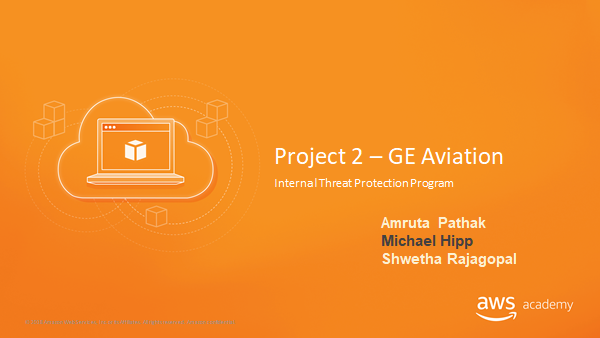 Project 2 – GE Aviation
Internal Threat Protection Program
Amruta Pathak
Michael Hipp
Shwetha Rajagopal
aws academy